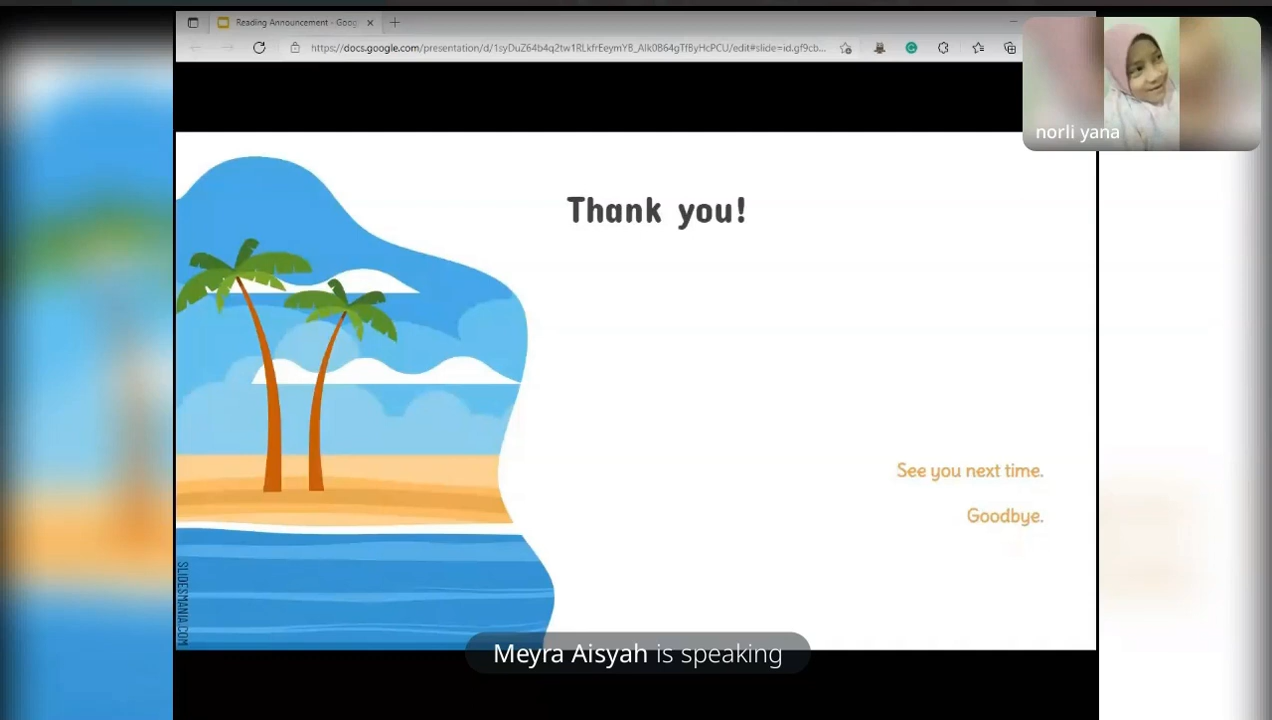 Reading Announcement - Goog
https://docs.google.com/presentation/d/1syDuZ64b4q2tw1RLkfrEeymYB_Alk0B64gTfByHcPCU/edit#slide=id.gf9cb...
norli yana
Thank you!
See you next time.
Goodbye.
SLIDESMANIA.COM
Meyra Aisyah is speaking